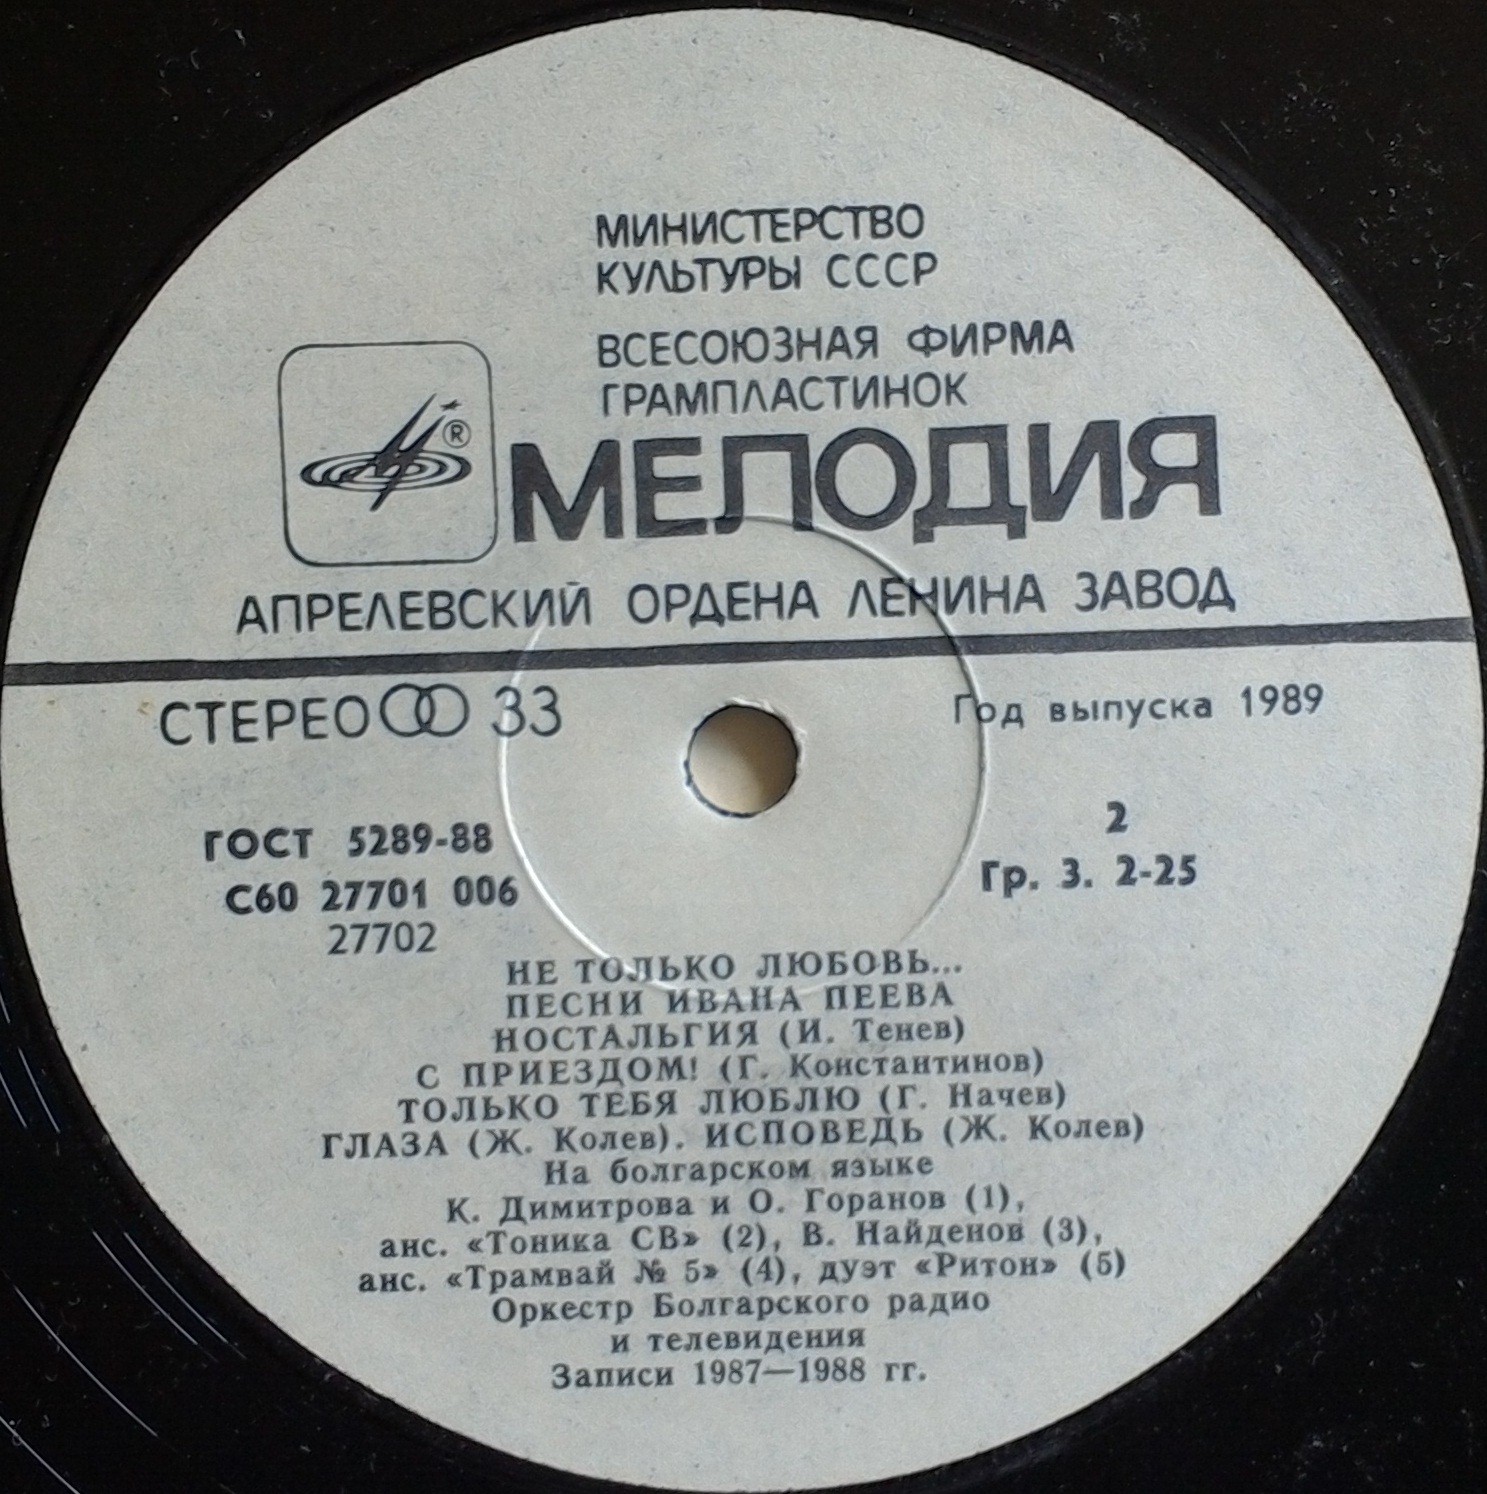 МИНИСТЕРСТВО
КУЛЬТУРЫ СССР
ВСЕСОЮЗНАЯ ФИРМА
ГРАМПЛАСТИНОК
®
МЕЛОДИЯ
АПРЕЛЕВСКИЙ ОРДЕНА ЛЕНИНА ЗАВОД
СТЕРЕО 33
Год выпуска 1989
ГОСТ 5289-88
С60 27701 006
27702
2
Гр. 3. 2-25
НЕ ТОЛЬКО ЛЮБОВЬ...
ПЕСНИ ИВАНА ПЕЕВА
НОСТАЛЬГИЯ (И. Тенев)
С ПРИЕЗДОМ! (Г. Константинов)
ТОЛЬКО ТЕБЯ ЛЮБЛЮ (Г. Начев)
ГЛАЗА (Ж. Колев). ИСПОВЕДЬ (Ж. Колев)
На болгарском языке
К. Димитрова и О. Горанов (1),
анс. «Тоника СВ» (2), В. Найденов (3),
анс. «Трамвай № 5» (4), дуэт «Ритон» (5)
Оркестр Болгарского радио
и телевидения
Записи 1987—1988 гг.